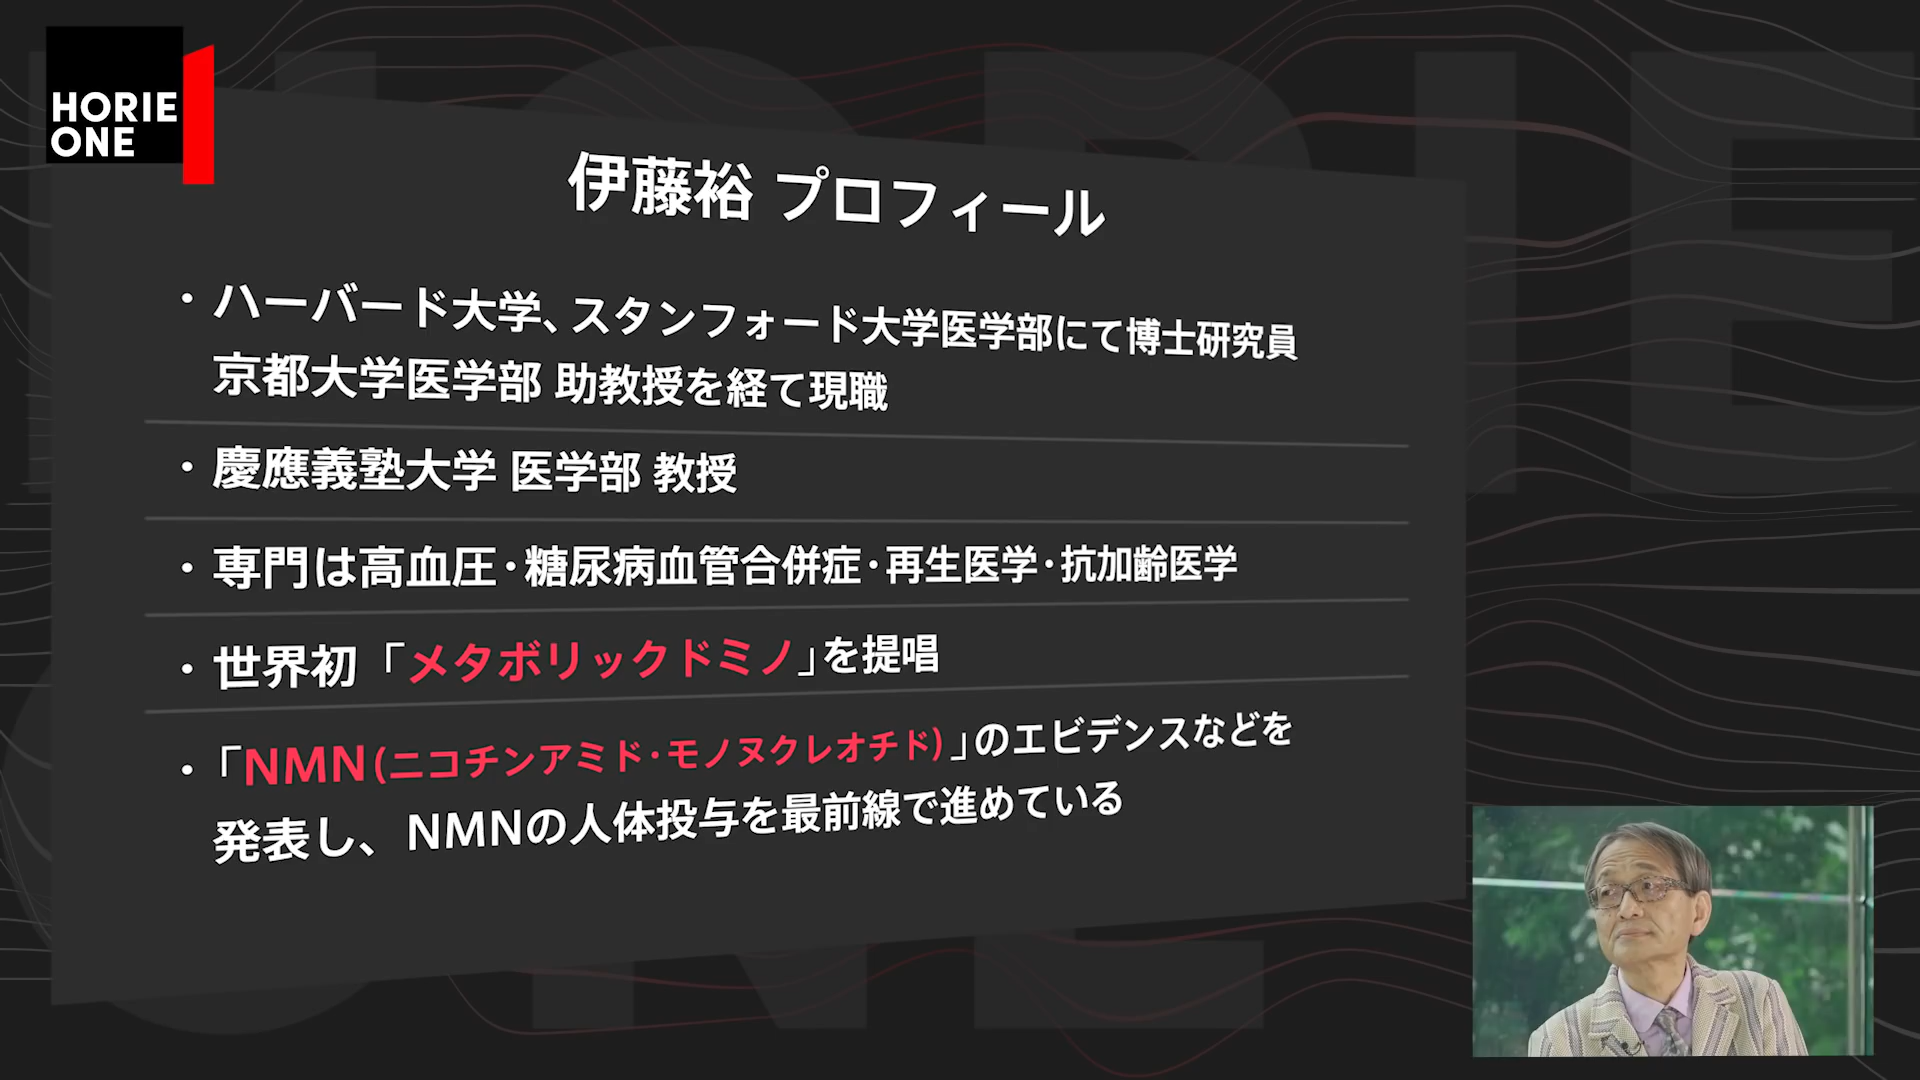 HORIE
ONE
伊藤裕 プロフィール
・ハーバード大学、スタンフォード大学医学部にて博士研究員
京都大学医学部 助教授を経て現職
・慶應義塾大学 医学部 教授
・専門は高血圧・糖尿病血管合併症・再生医学・抗加齢医学
・世界初「メタボリックドミノ」を提唱
・「NMN(ニコチンアミド・モノヌクレオチド)」のエビデンスなどを
発表し、NMNの人体投与を最前線で進めている